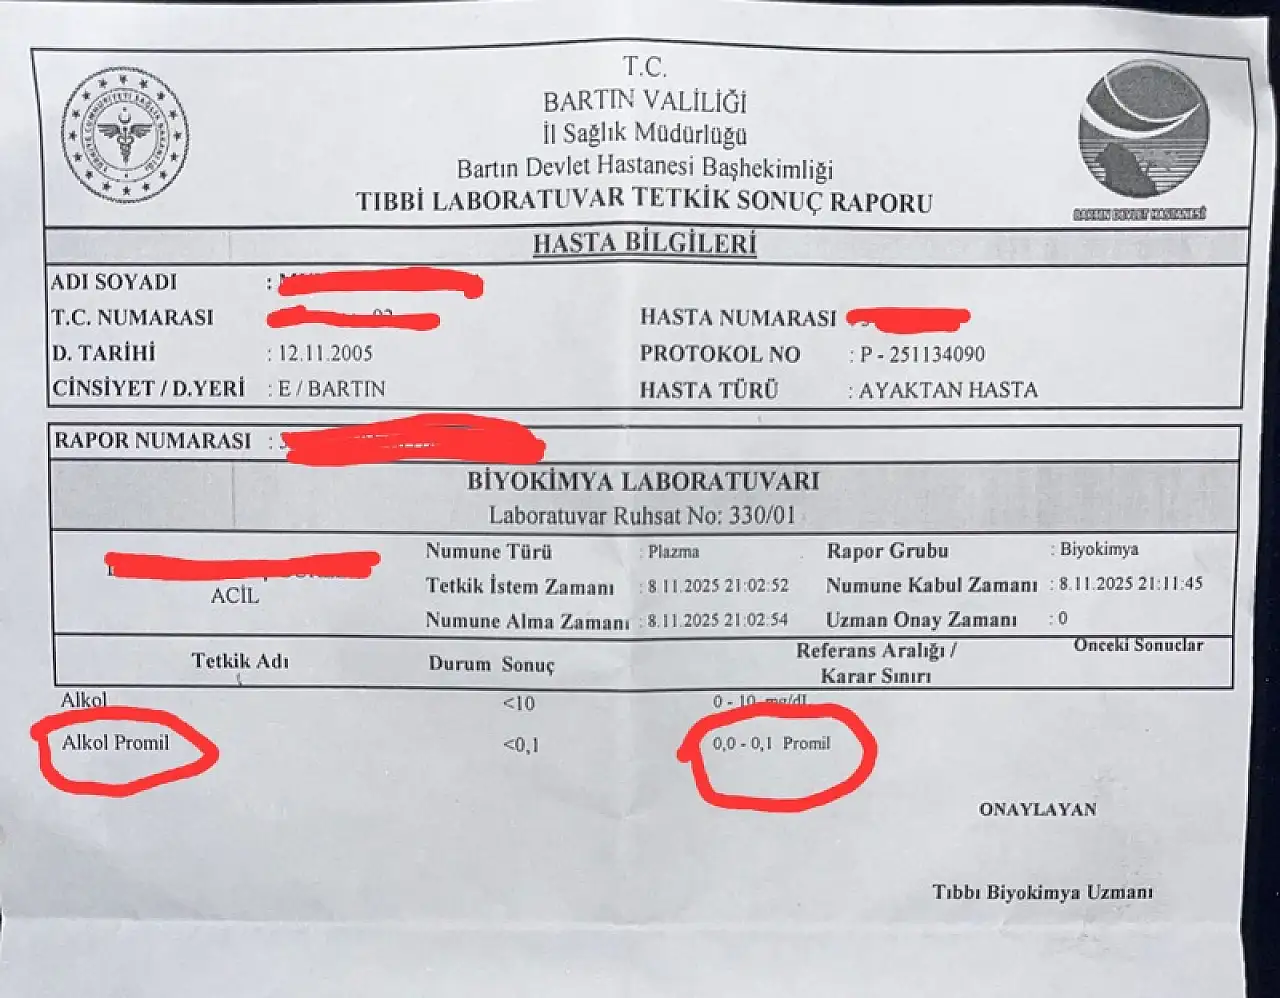 T.C.
BARTIN VALİLİĞİ
İl Sağlık Müdürlüğü
Bartın Devlet Hastanesi Başhekimliği
TIBBİ LABORATUVAR TETKİK SONUÇ RAPORU
BARTIN DEVLET HASTANESİ
HASTA BİLGİLERİ
ADI SOYADI :
T.C. NUMARASI HASTA NUMARASI
D. TARİHİ : 12.11.2005 PROTOKOL NO : P - 251134090
CİNSİYET / D.YERİ : E / BARTIN HASTA TÜRÜ : AYAKTAN HASTA
RAPOR NUMARASI :
BİYOKİMYA LABORATUVARI
Laboratuvar Ruhsat No: 330/01
Numune Türü : Plazma Rapor Grubu : Biyokimya
ACİL Tetkik İstem Zamanı : 8.11.2025 21:02:52 Numune Kabul Zamanı : 8.11.2025 21:11:45
Numune Alma Zamanı : 8.11.2025 21:02:54 Uzman Onay Zamanı : 0
Tetkik Adı Durum Sonuç Referans Aralığı / Karar Sınırı Önceki Sonuclar
Alkol <10 0 - 10 mg/dL
Alkol Promil <0,1 0,0 - 0,1 Promil
ONAYLAYAN
Tıbbı Biyokimya Uzmanı